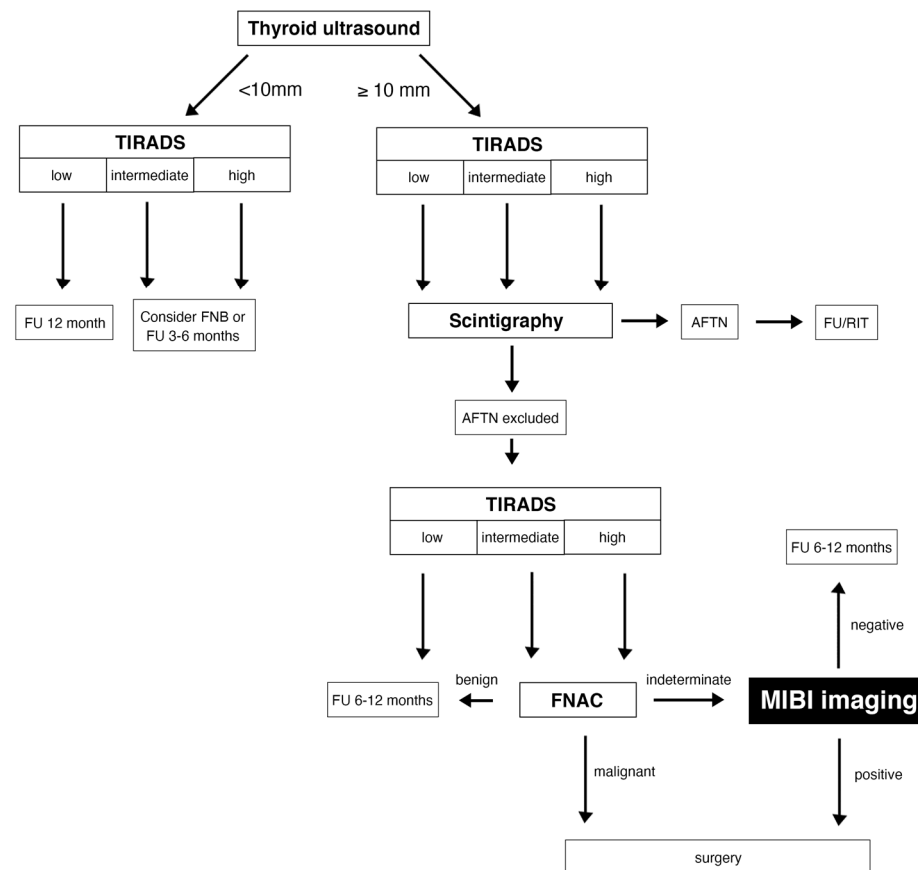 Thyroid ultrasound
<10mm
≥ 10 mm
TIRADS
low intermediate high
TIRADS
low intermediate high
FU 12 month
Consider FNB or
FU 3-6 months
Scintigraphy
AFTN
FU/RIT
AFTN excluded
TIRADS
low intermediate high
FU 6-12 months
negative
FU 6-12 months
benign
FNAC
indeterminate
MIBI imaging
malignant
positive
surgery